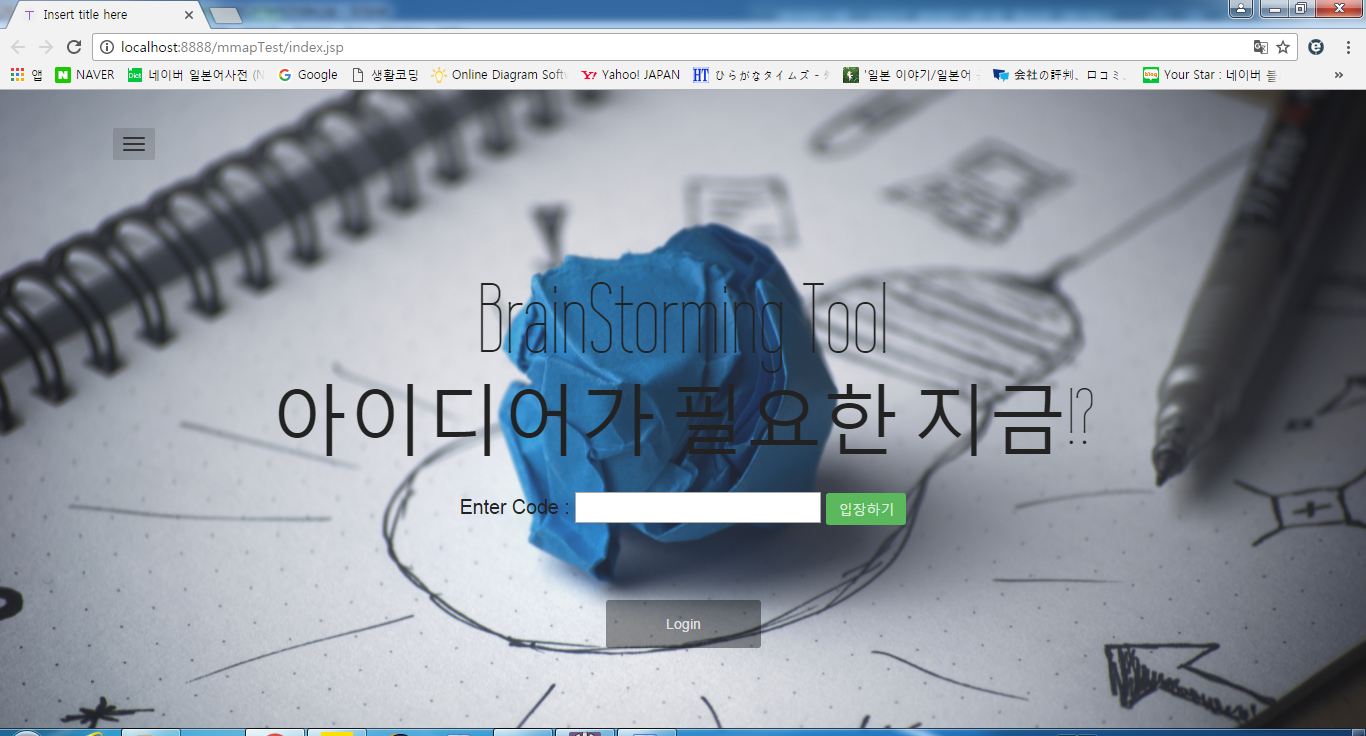 Insert title here
localhost:8888/mmapTest/index.jsp
앱 NAVER 네이버 일본어사전 (N Google 생활코딩 Online Diagram Soft Yahoo! JAPAN ひらがなタイムズ - '일본 이야기/일본어 会社の評判、口コミ、 Your Star : 네이버 블 »
BrainStorming Tool
아이디어가 필요한 지금!?
Enter Code : 입장하기
Login